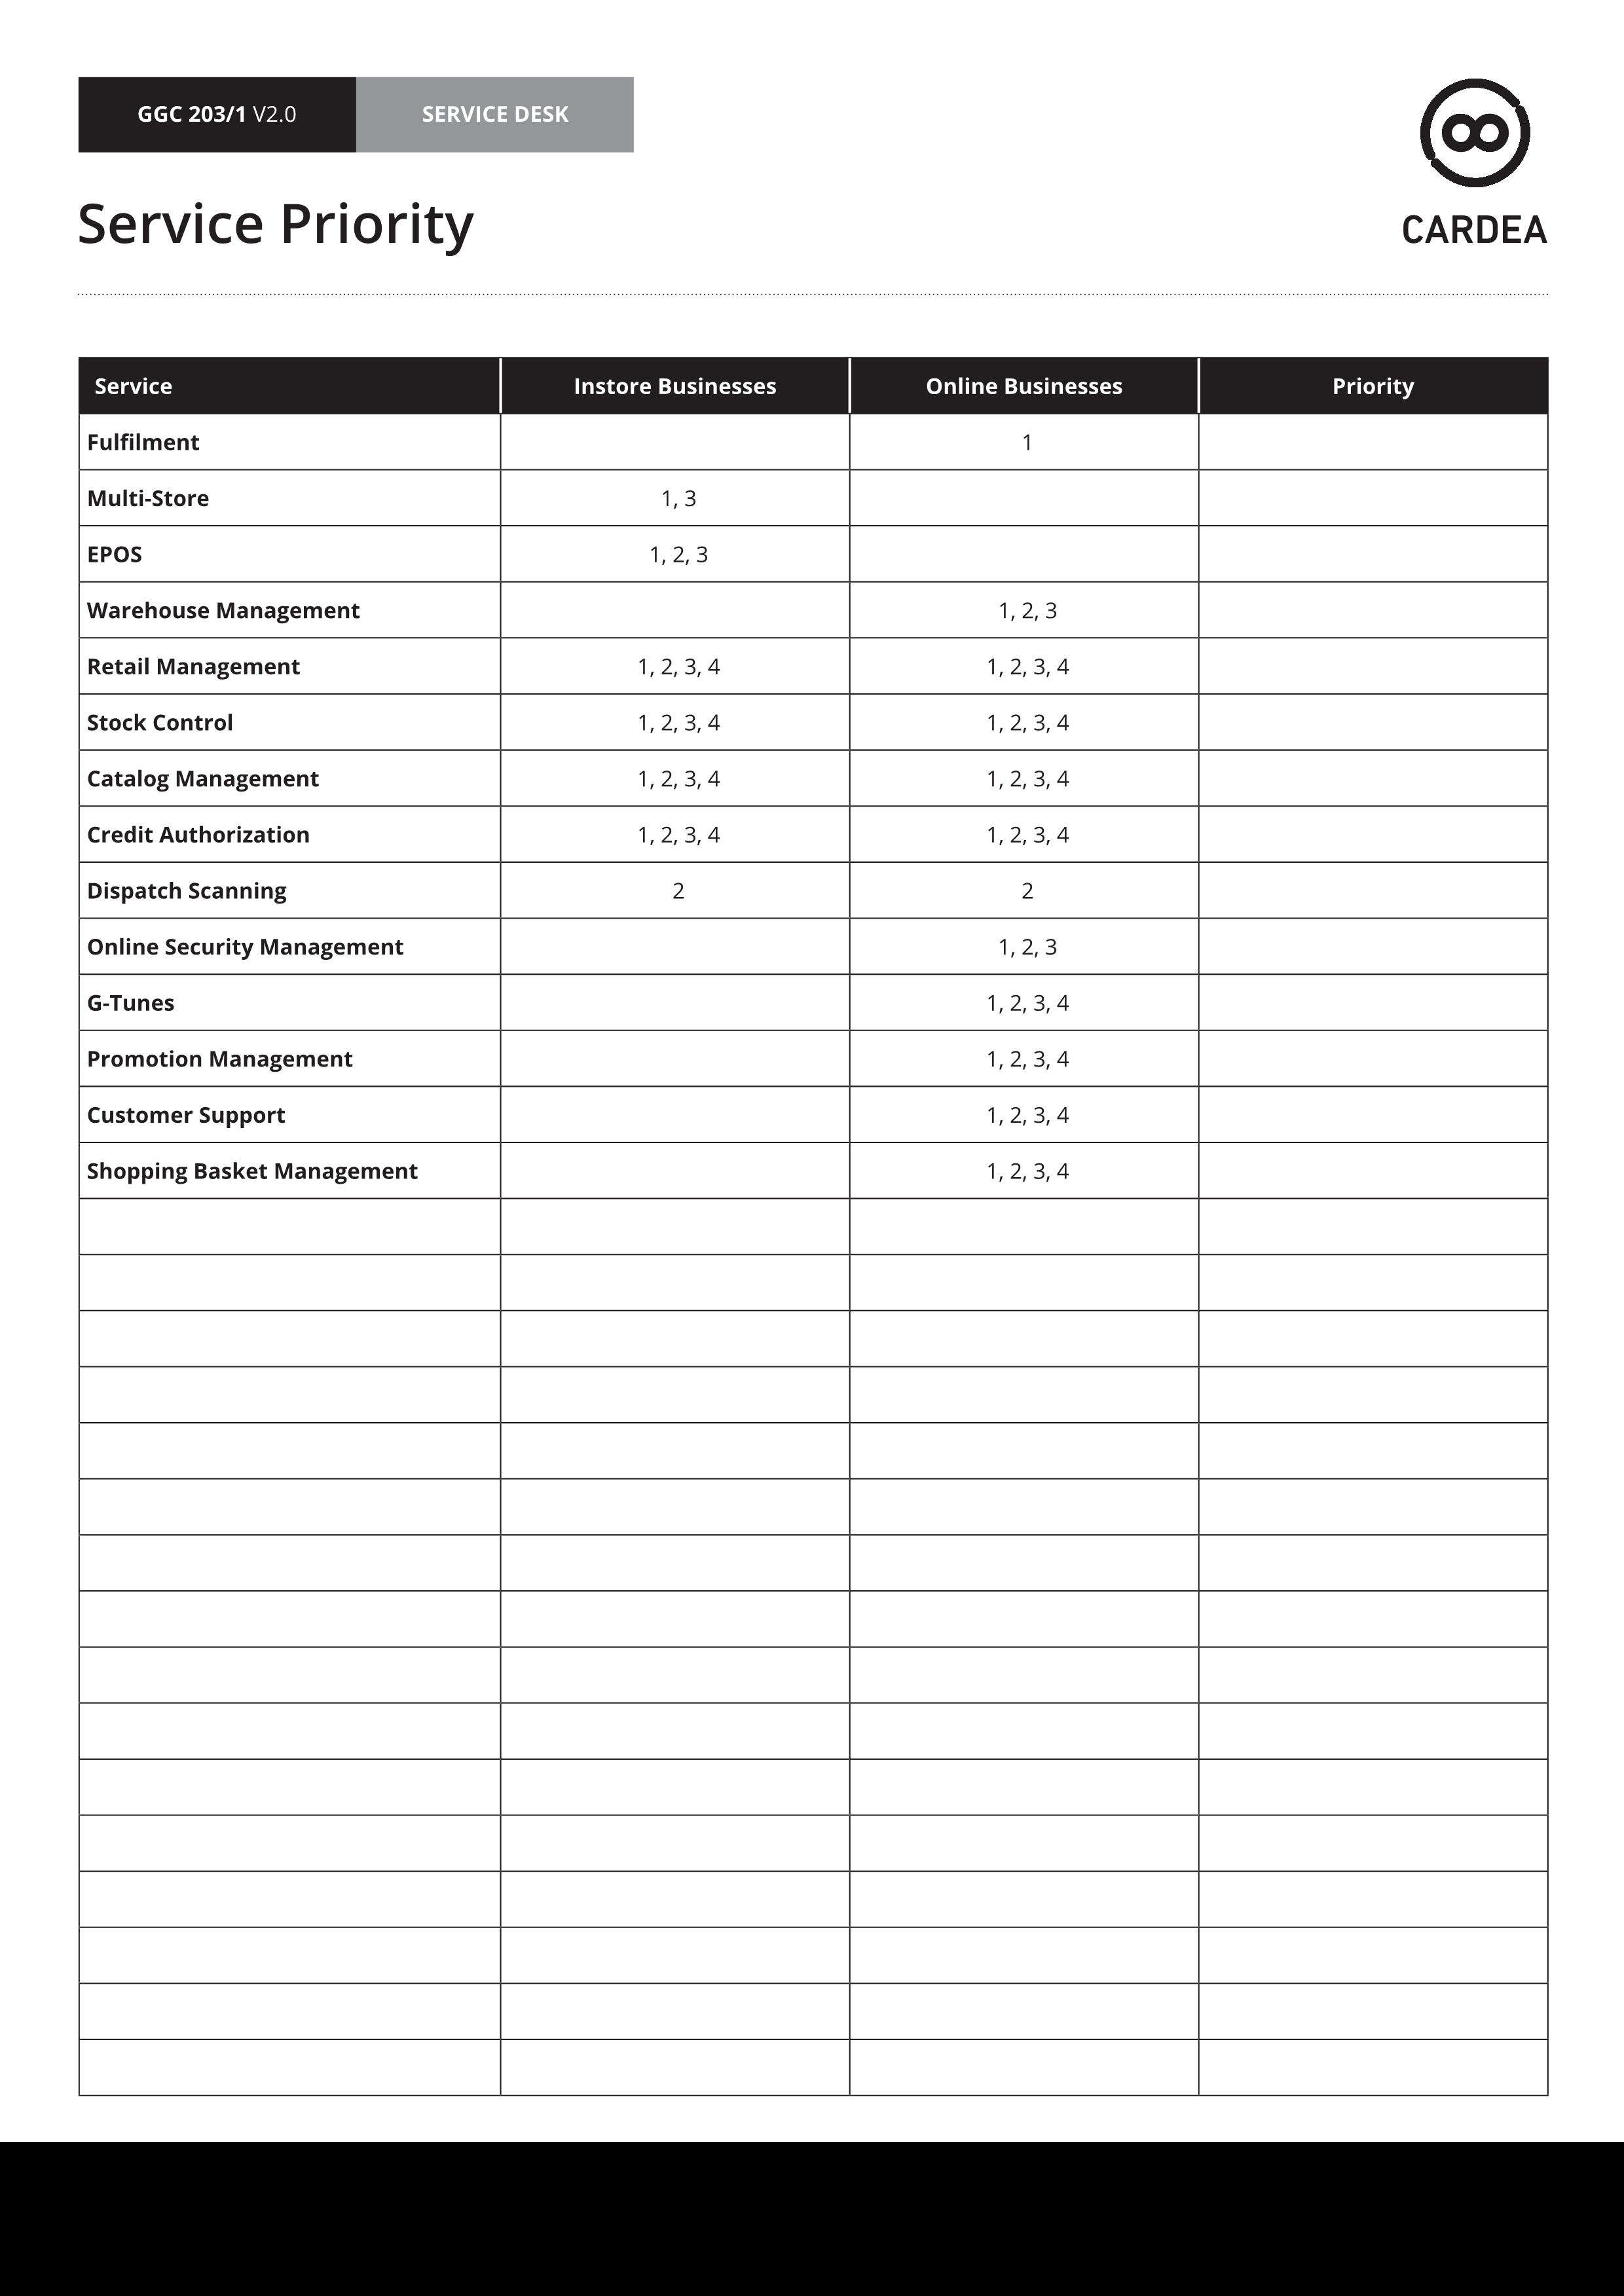 GGC 203/1 V2.0 SERVICE DESK
CARDEA
Service Priority
Service Instore Businesses Online Businesses Priority
Fulfilment 1
Multi-Store 1, 3
EPOS 1, 2, 3
Warehouse Management 1, 2, 3
Retail Management 1, 2, 3, 4 1, 2, 3, 4
Stock Control 1, 2, 3, 4 1, 2, 3, 4
Catalog Management 1, 2, 3, 4 1, 2, 3, 4
Credit Authorization 1, 2, 3, 4 1, 2, 3, 4
Dispatch Scanning 2 2
Online Security Management 1, 2, 3
G-Tunes 1, 2, 3, 4
Promotion Management 1, 2, 3, 4
Customer Support 1, 2, 3, 4
Shopping Basket Management 1, 2, 3, 4